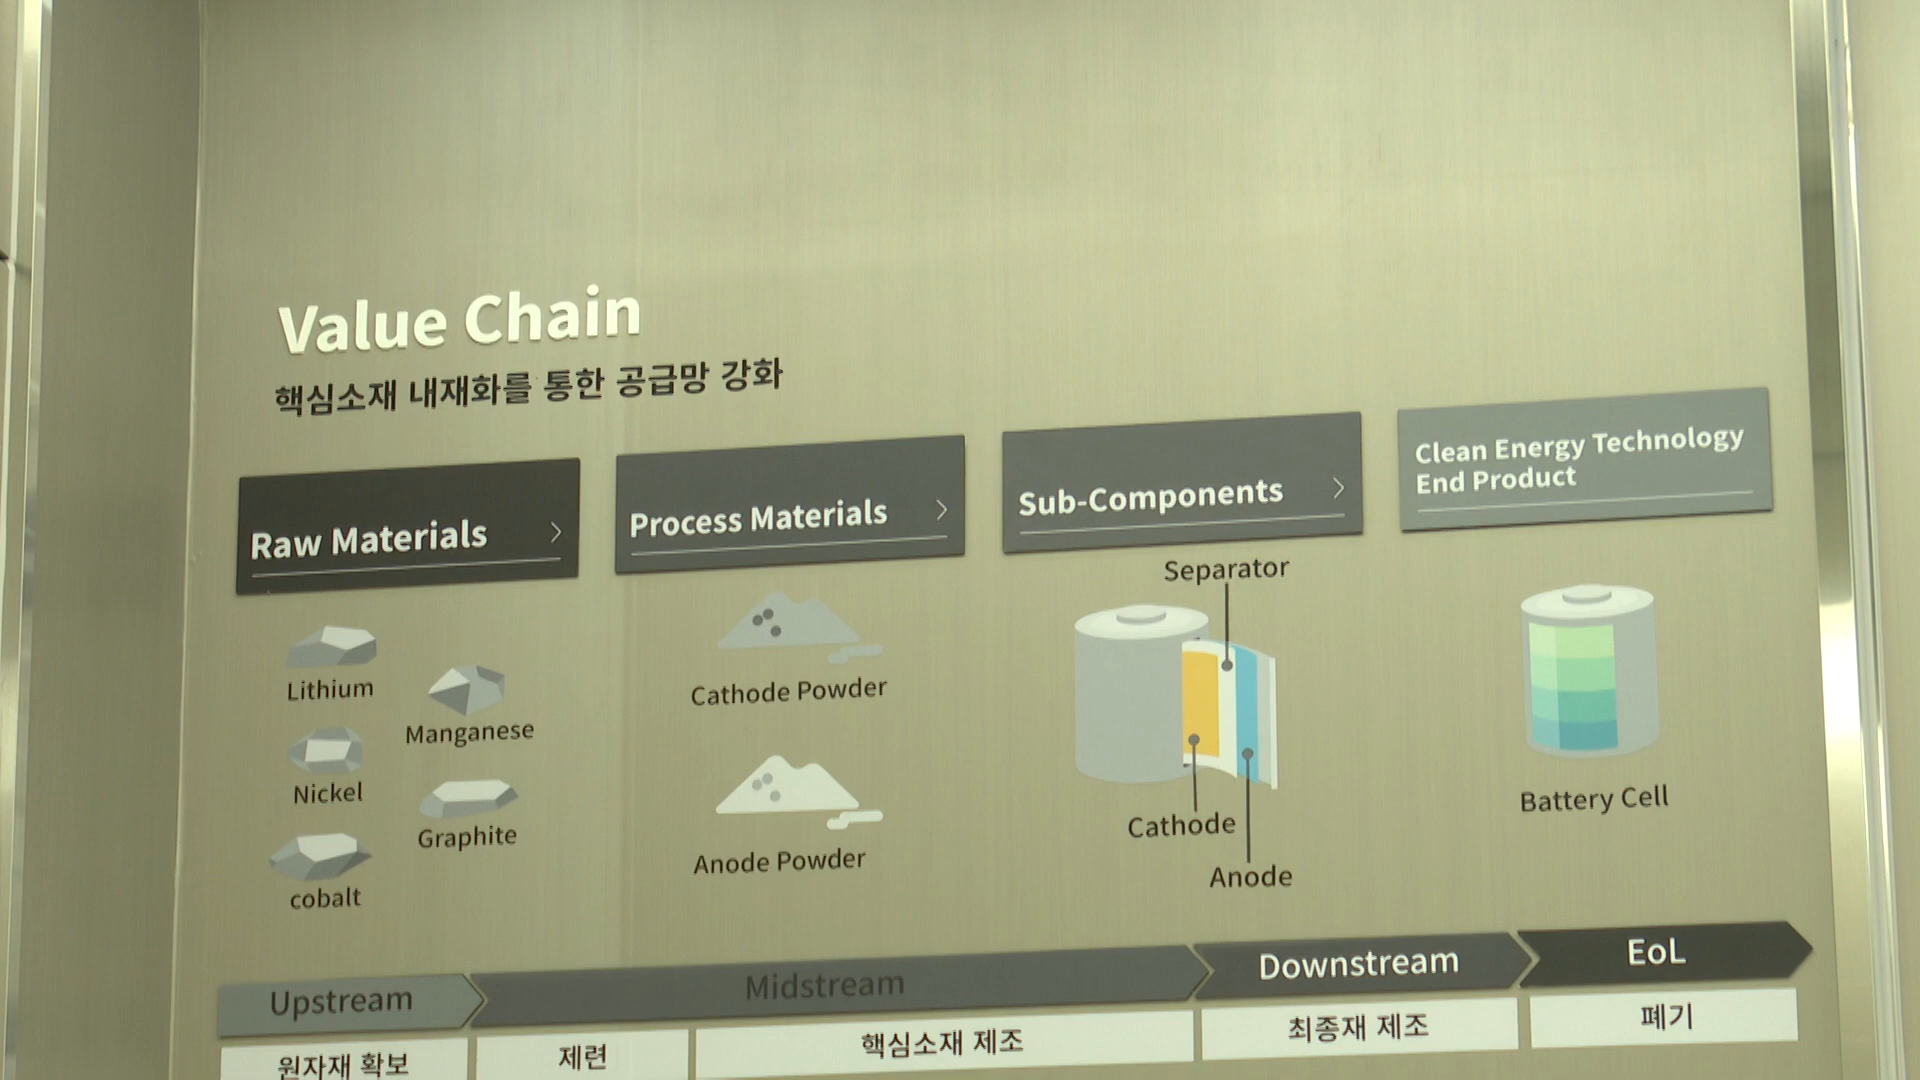 Value Chain
핵심소재 내재화를 통한 공급망 강화
Raw Materials
Process Materials
Sub-Components
Clean Energy Technology
End Product
Lithium
Manganese
Nickel
Graphite
cobalt
Cathode Powder
Anode Powder
Separator
Cathode
Anode
Battery Cell
Upstream
Midstream
Downstream
EoL
원자재 확보
제련
핵심소재 제조
최종재 제조
폐기